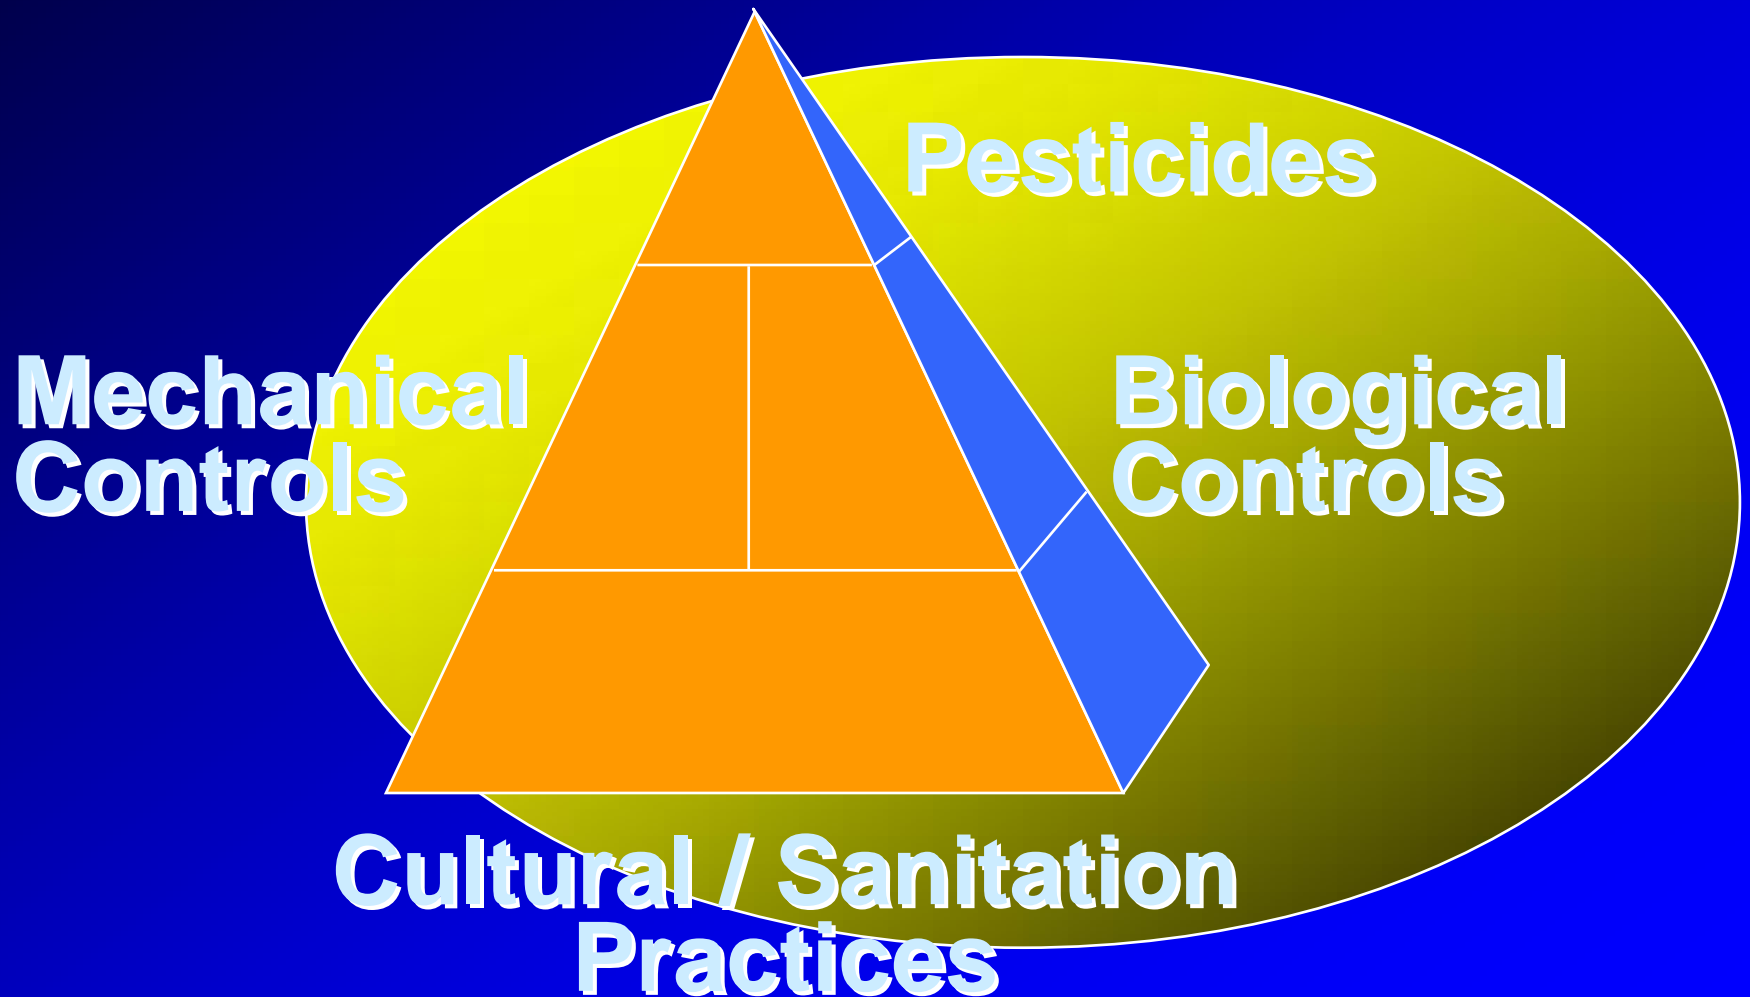 Pesticides
Mechanical
Controls
Biological
Controls
Cultural / Sanitation
Practices